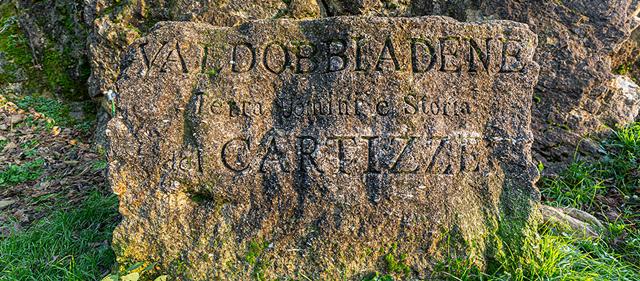 VALDOBBIADENE
Terra Uomini e Storia
del CARTIZZE